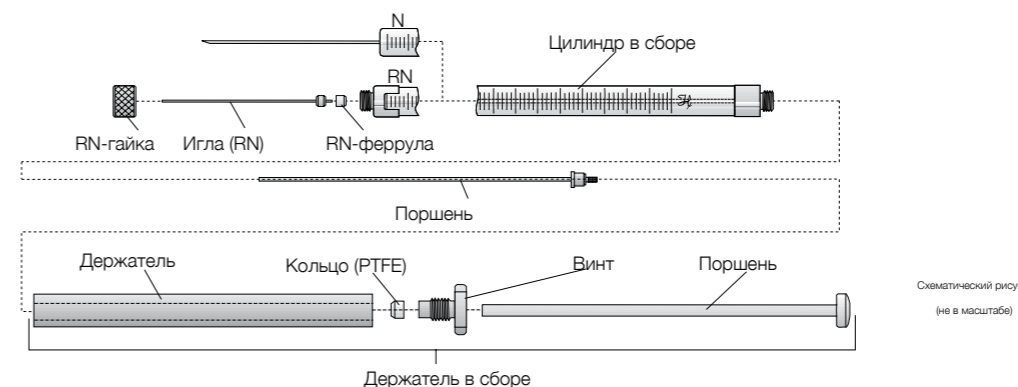 N
Цилиндр в сборе
RN
RN-гайка
Игла (RN)
RN-феррула
Поршень
Держатель
Кольцо (PTFE)
Винт
Поршень
Схематический рису
(не в масштабе)
Держатель в сборе